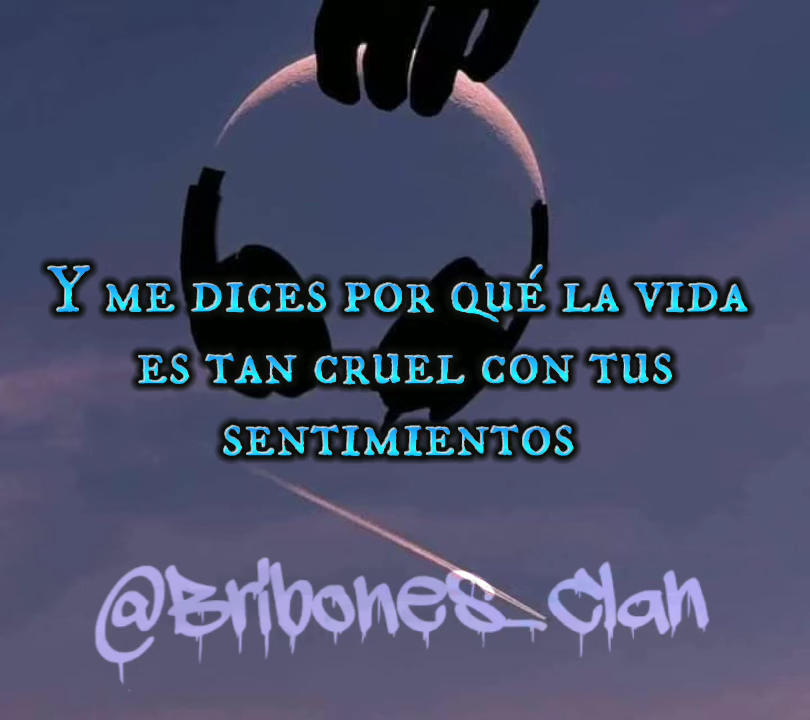 Y me dices por qué la vida
es tan cruel con tus
sentimientos
@Bribones_Clan